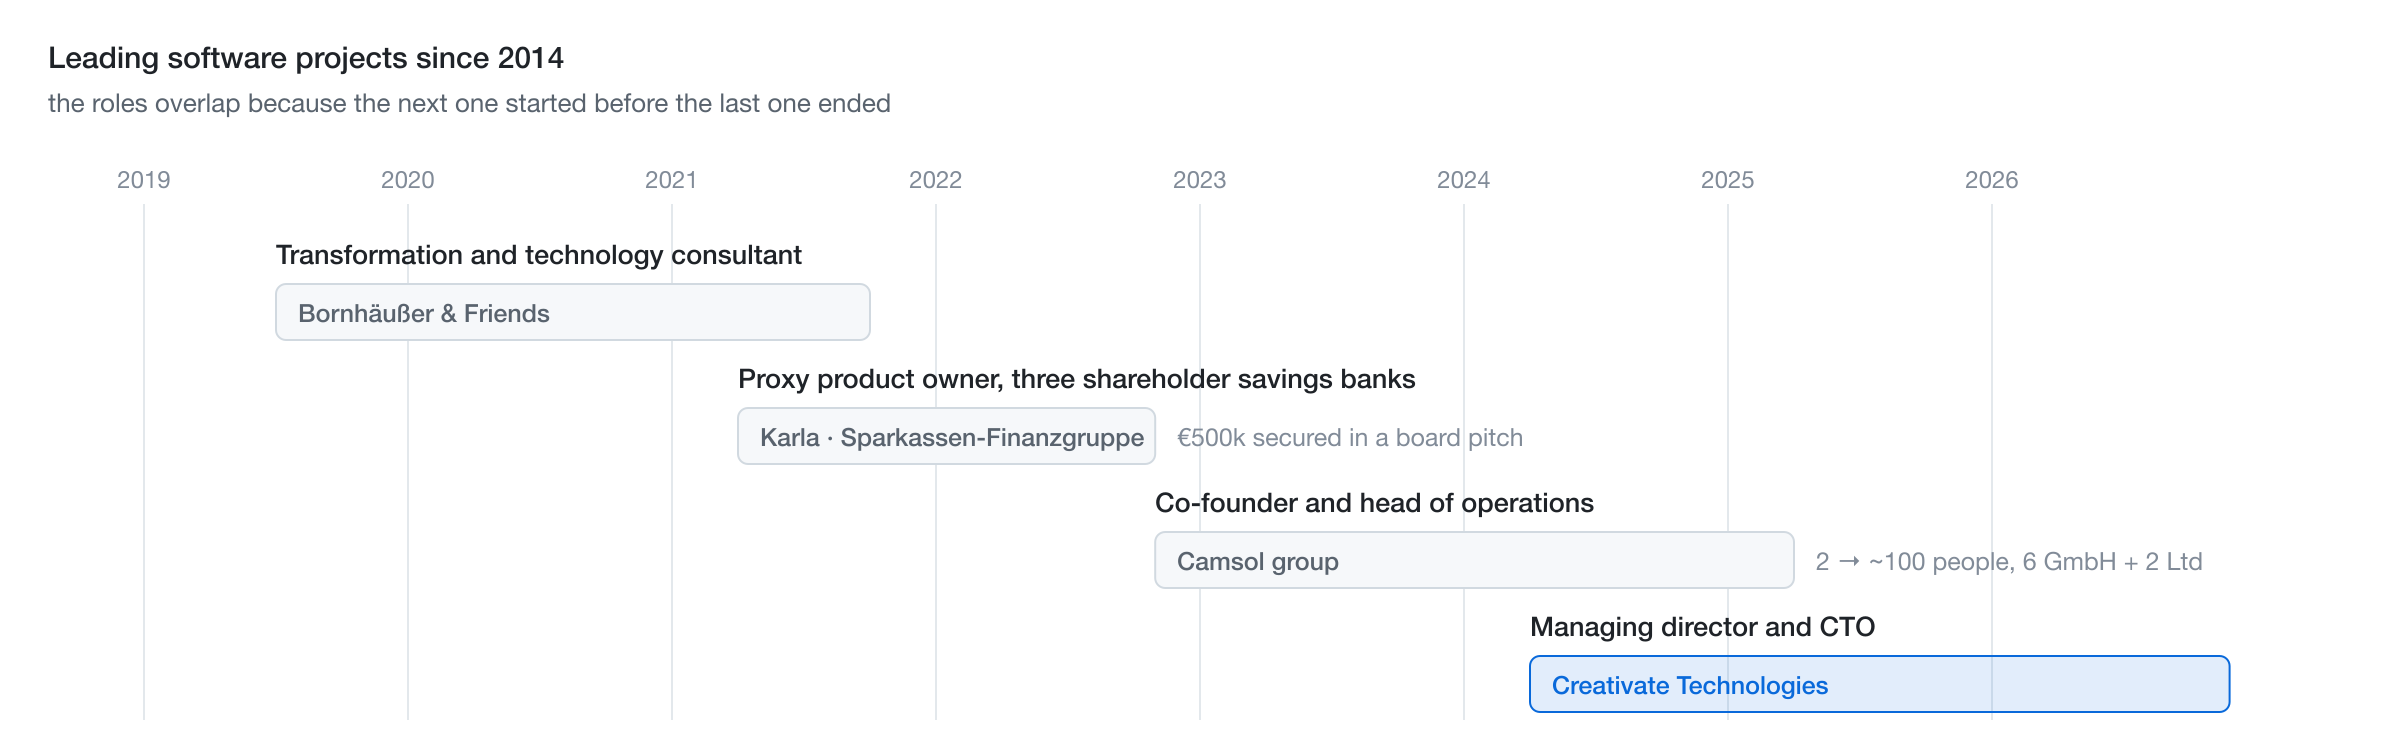 Leading software projects since 2014
the roles overlap because the next one started before the last one ended
2019 2020 2021 2022 2023 2024 2025 2026
Transformation and technology consultant
Bornhäußer & Friends
Proxy product owner, three shareholder savings banks
Karla · Sparkassen-Finanzgruppe €500k secured in a board pitch
Co-founder and head of operations
Camsol group 2 → ~100 people, 6 GmbH + 2 Ltd
Managing director and CTO
Creativate Technologies